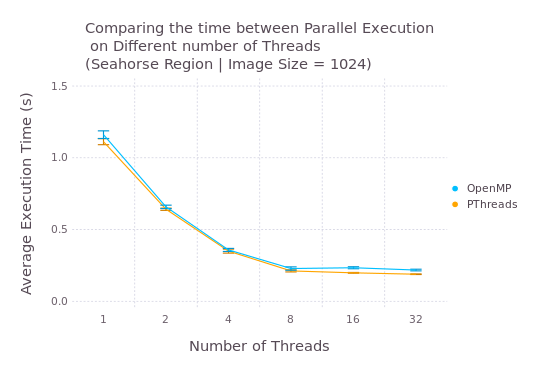 Comparing the time between Parallel Execution
on Different number of Threads
(Seahorse Region | Image Size = 1024)
Average Execution Time (s)
1.5
1.0
0.5
0.0
1 2 4 8 16 32
Number of Threads
OpenMP
PThreads